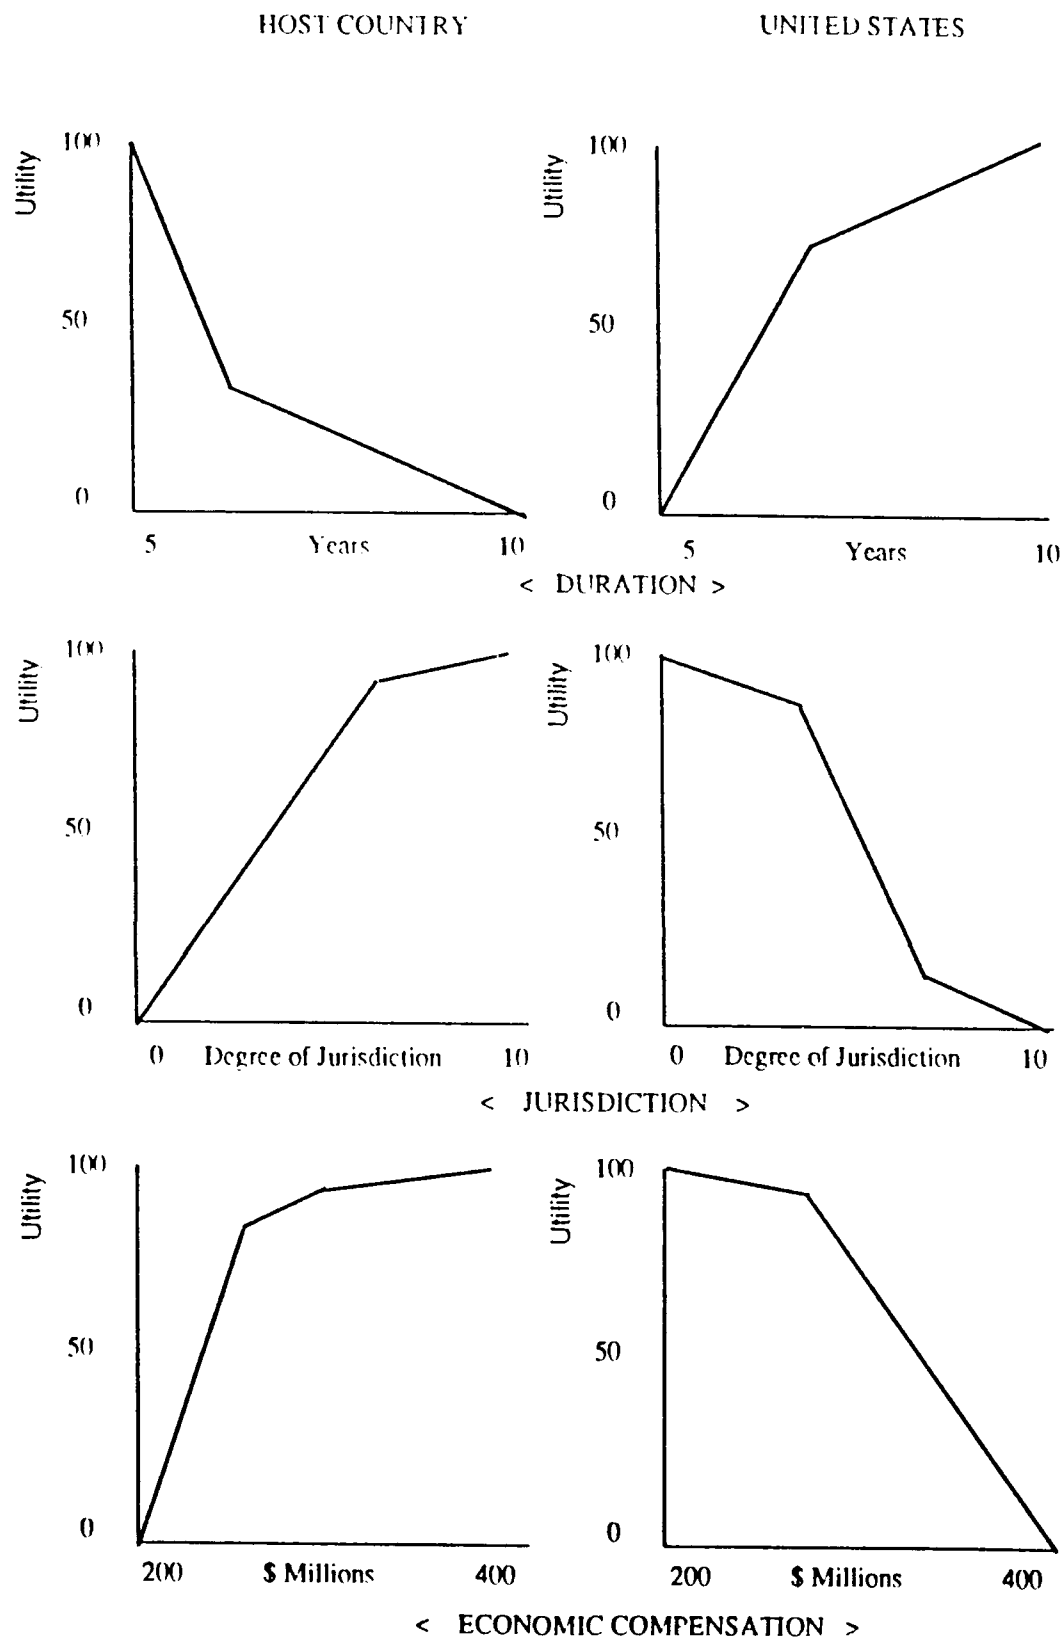 HOST COUNTRY UNITED STATES
100 100
Utility Utility
50 50
0 0
5 Years 10 5 Years 10
< DURATION >
100 100
Utility Utility
50 50
0 0
0 Degree of Jurisdiction 10 0 Degree of Jurisdiction 10
< JURISDICTION >
100 100
Utility Utility
50 50
0 0
200 $ Millions 400 200 $ Millions 400
< ECONOMIC COMPENSATION >